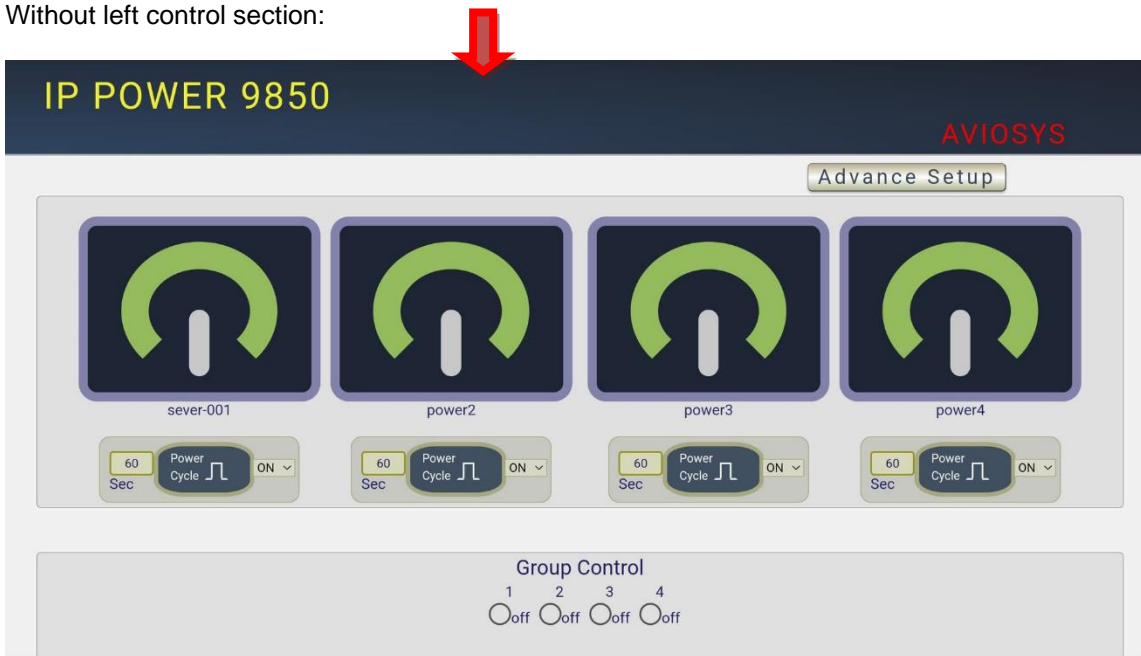 Without left control section:
IP POWER 9850
AVIOSYS
Advance Setup
sever-001 power2 power3 power4
60 Sec Power Cycle ON 60 Sec Power Cycle ON 60 Sec Power Cycle ON 60 Sec Power Cycle ON
Group Control
1 2 3 4
off off off off